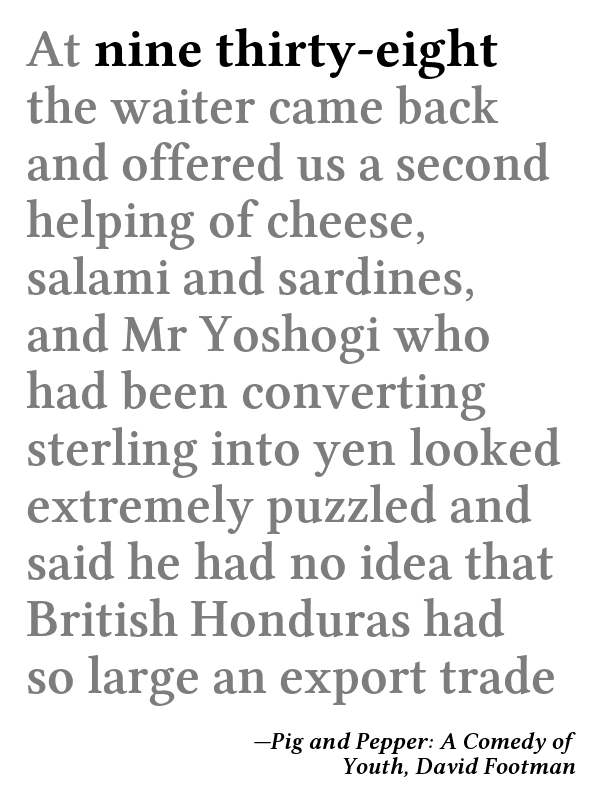 At nine thirty-eight
the waiter came back
and offered us a second
helping of cheese,
salami and sardines,
and Mr Yoshogi who
had been converting
sterling into yen looked
extremely puzzled and
said he had no idea that
British Honduras had
so large an export trade
—Pig and Pepper: A Comedy of
Youth, David Footman